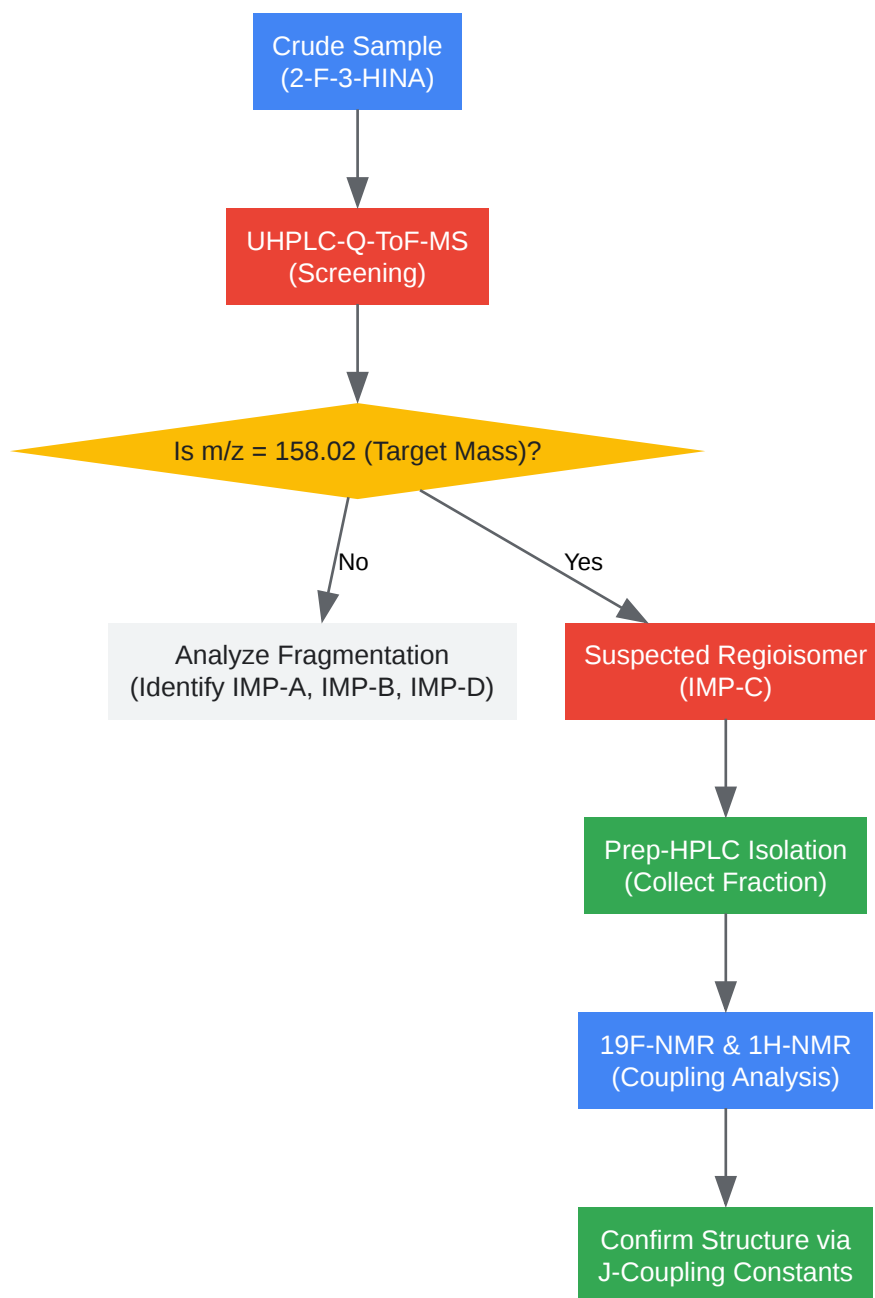 Crude Sample
(2-F-3-HINA)
UHPLC-Q-ToF-MS
(Screening)
Is m/z = 158.02 (Target Mass)?
No
Yes
Analyze Fragmentation
(Identify IMP-A, IMP-B, IMP-D)
Suspected Regioisomer
(IMP-C)
Prep-HPLC Isolation
(Collect Fraction)
19F-NMR & 1H-NMR
(Coupling Analysis)
Confirm Structure via
J-Coupling Constants